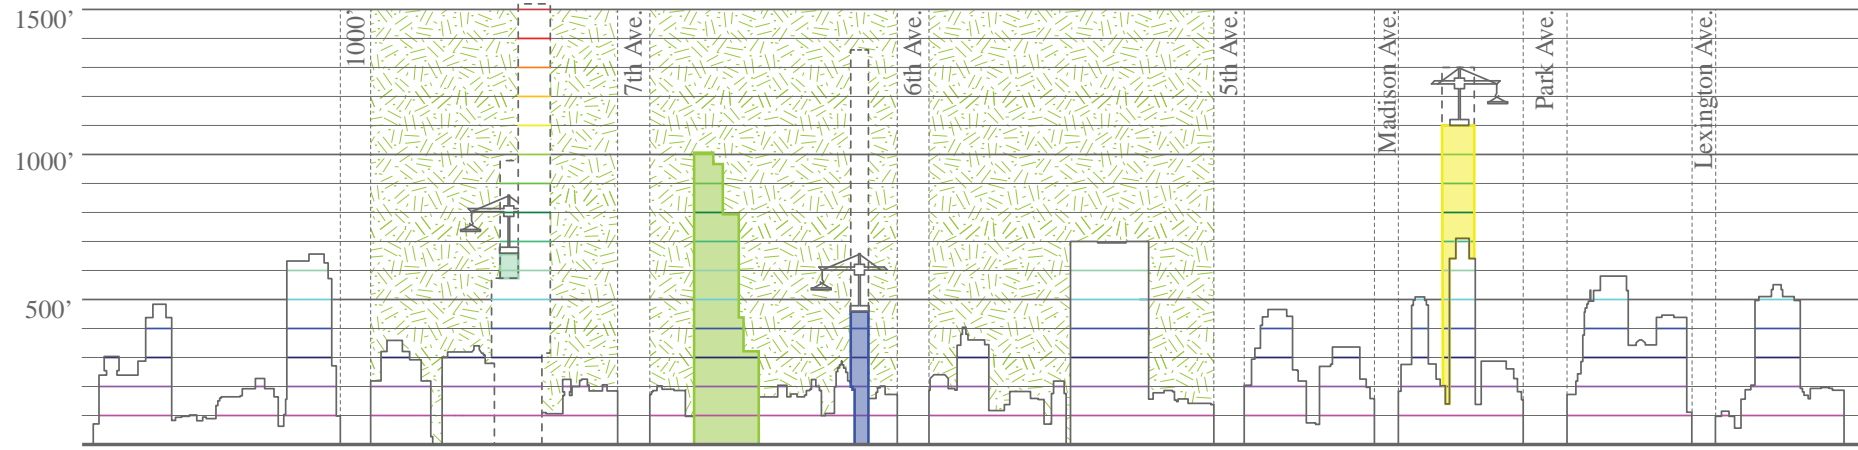 1500’
1000’
500’
1000’
7th Ave.
6th Ave.
5th Ave.
Madison Ave.
Park Ave.
Lexington Ave.